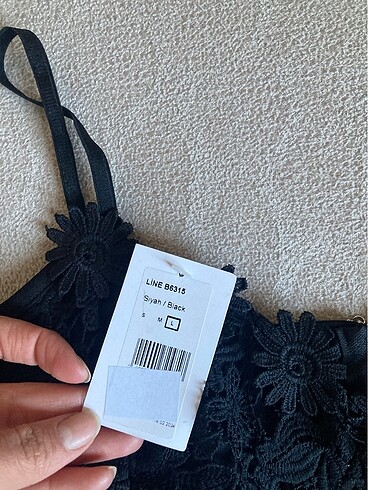 LINE B6315
Siyah / Black
S M L